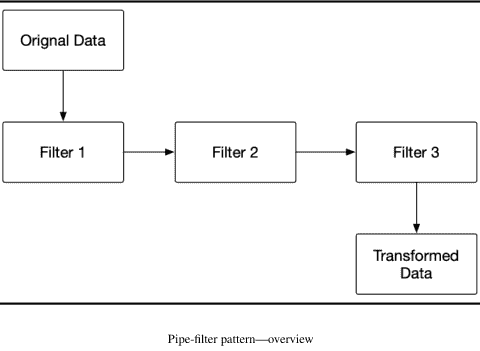 Orignal Data
Filter 1
Filter 2
Filter 3
Transformed
Data
Pipe-filter pattern—overview